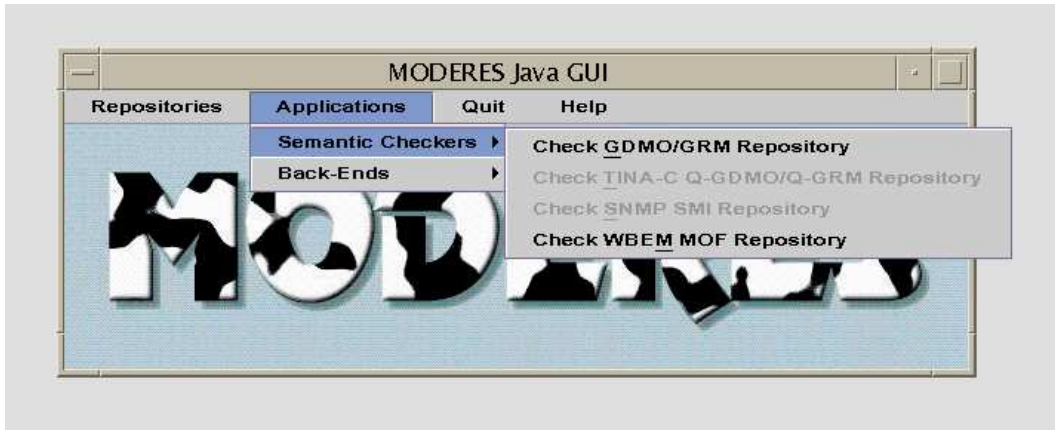 MODERES Java GUI
Repositories Applications Quit Help
Semantic Checkers
Back-Ends
Check GDMO/GRM Repository
Check TINA-C Q-GDMO/Q-GRM Repository
Check SNMP SMI Repository
Check WBEM MOF Repository
MODERES